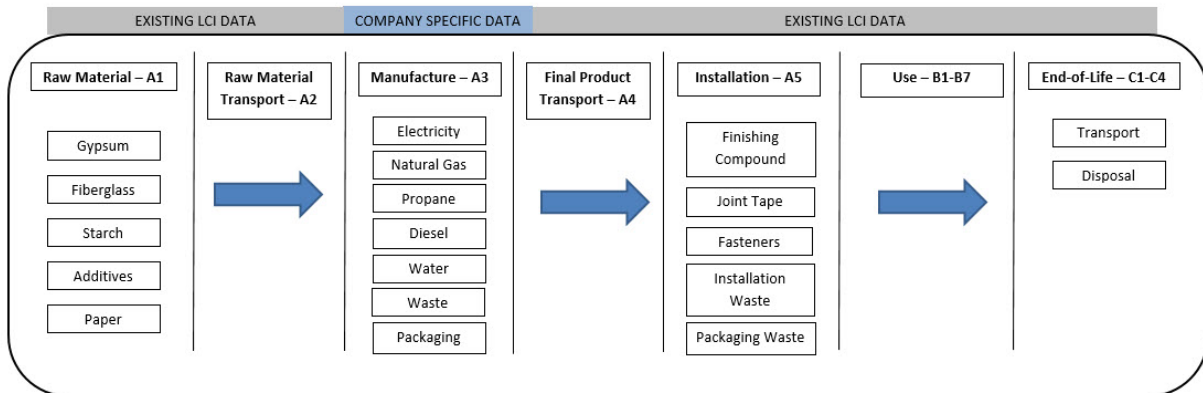 EXISTING LCI DATA
COMPANY SPECIFIC DATA
EXISTING LCI DATA
Raw Material – A1
Gypsum
Fiberglass
Starch
Additives
Paper
Raw Material
Transport – A2
Manufacture – A3
Electricity
Natural Gas
Propane
Diesel
Water
Waste
Packaging
Final Product
Transport – A4
Installation – A5
Finishing
Compound
Joint Tape
Fasteners
Installation
Waste
Packaging Waste
Use – B1-B7
End-of-Life – C1-C4
Transport
Disposal